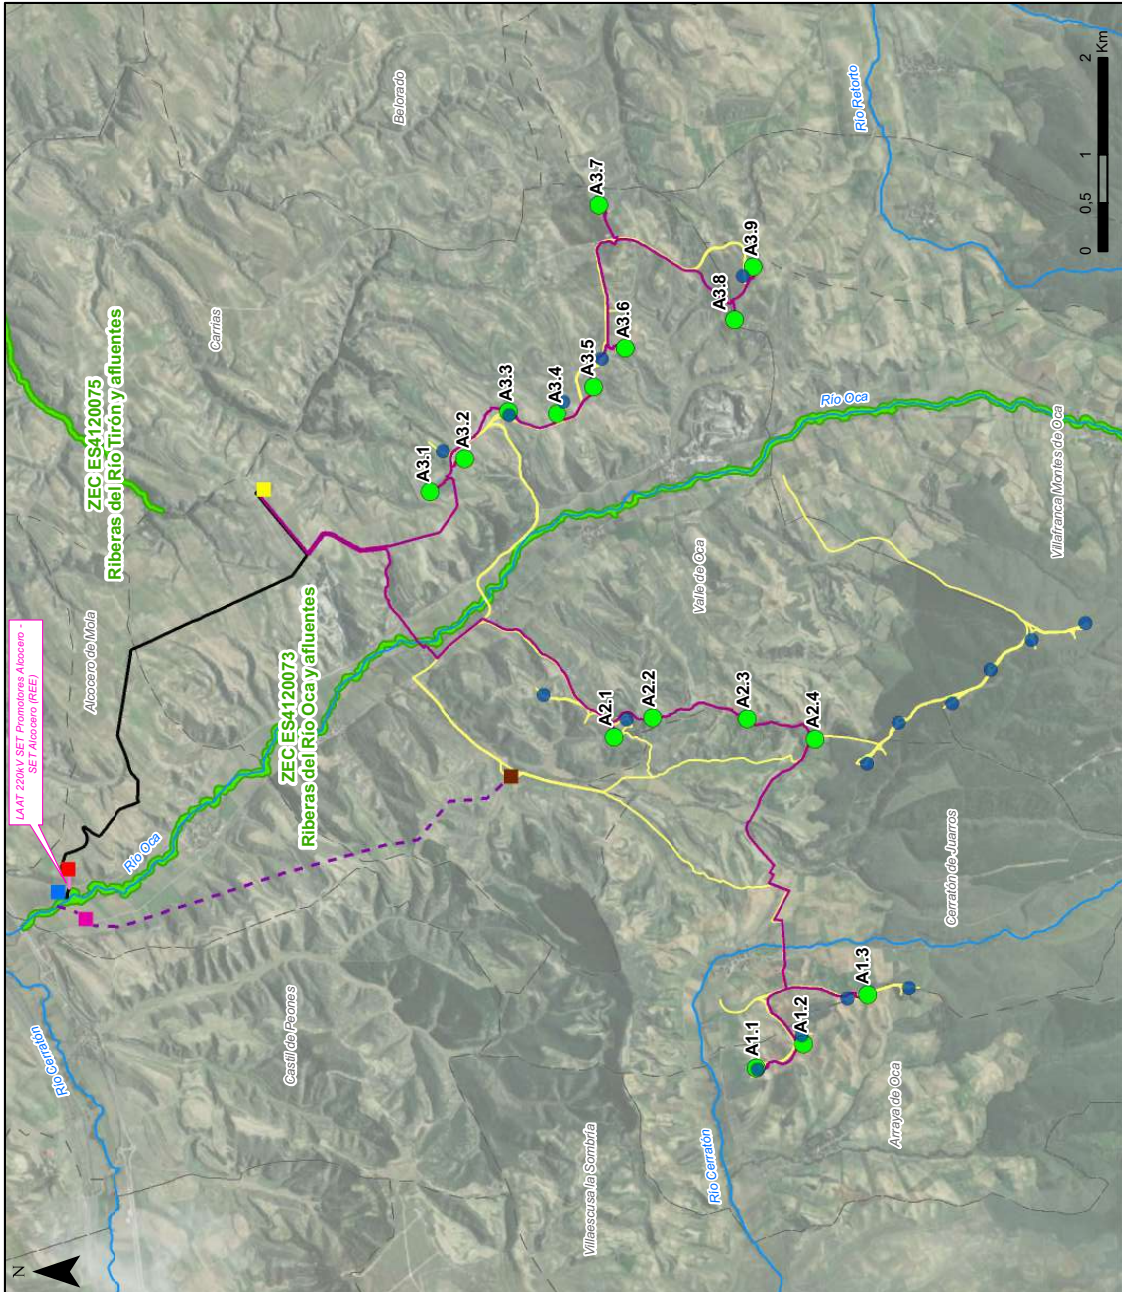 N
Río Cerratón
LAAT 220kV SET Promotores Alcocero -
SET Alcocero (REE)
Alcocero de Mola
ZEC ES4120075
Riberas del Río Tirón y afluentes
Carrias
Belorado
Río Retorto
0
0,5
1
2
Km
Río Oca
Castil de Peones
ZEC ES4120073
Riberas del Río Oca y afluentes
A3.1
A3.2
A3.3
A3.4
A3.5
A3.6
A3.7
A3.8
A3.9
Río Oca
Valle de Oca
Villafranca Montes de Oca
A2.1
A2.2
A2.3
A2.4
Cerratón de Juarros
Villaescusa la Sombría
Río Cerratón
A1.1
A1.2
A1.3
Arraya de Oca